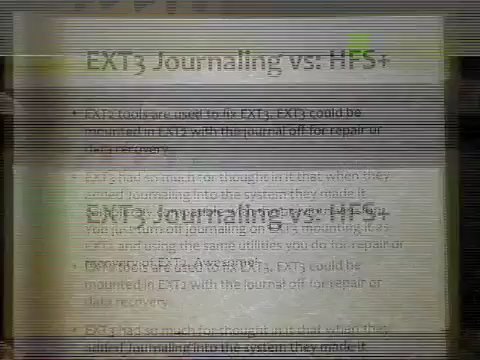 EXT3 Journaling vs: HFS+
• EXT2 tools are used to fix EXT3, EXT3 could be
mounted in EXT2 with the journal off for repair or
data recovery.
• EXT3 had so much for thought in it that when they
added Journaling into the system they made it
EXT3 Journaling vs: HFS+
You just turn off journaling on EXT3 mounting it as
EXT2 and using the same utilities you do for repair or
recovery of EXT2. Awesome!
• EXT2 tools are used to fix EXT3, EXT3 could be
mounted in EXT2 with the journal off for repair or
data recovery.
• EXT3 had so much for thought in it that when they
added Journaling into the system they made it